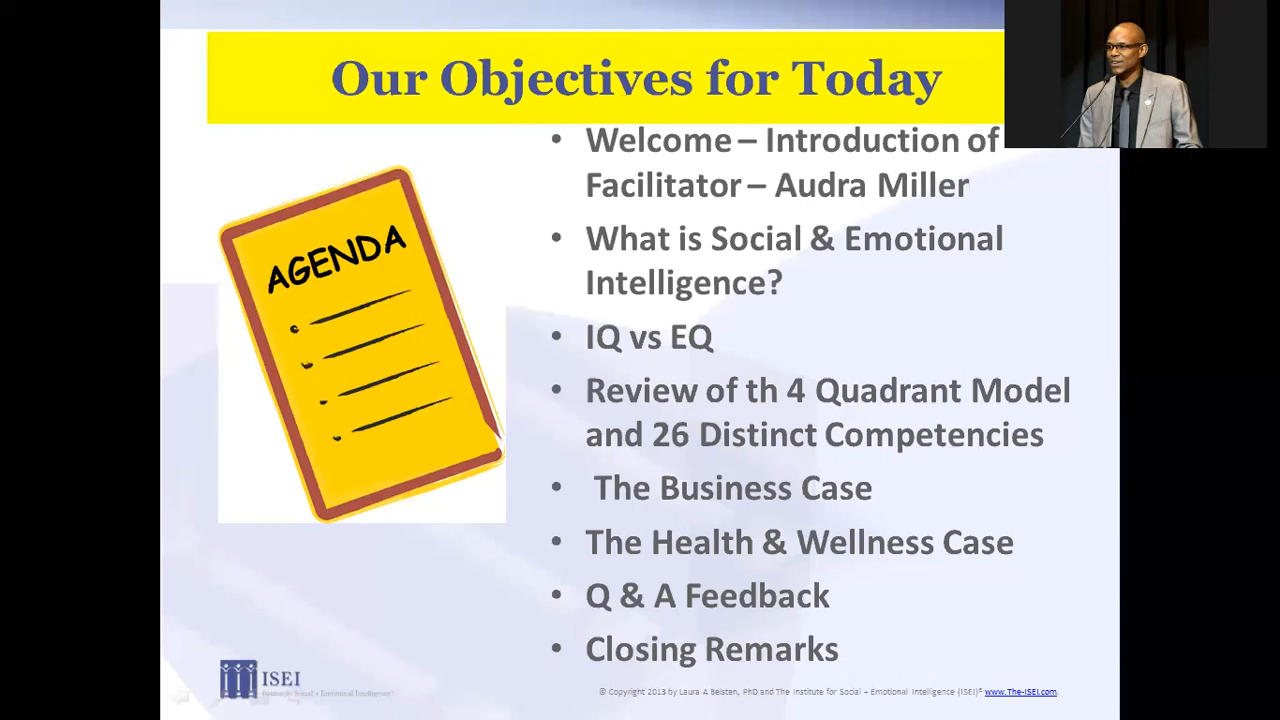 Our Objectives for Today
• Welcome – Introduction of
Facilitator – Audra Miller
• What is Social & Emotional
Intelligence?
• IQ vs EQ
• Review of th 4 Quadrant Model
and 26 Distinct Competencies
• The Business Case
• The Health & Wellness Case
• Q & A Feedback
• Closing Remarks
AGENDA
ISEI
Social + Emotional Intelligence
© Copyright 2013 by Laura A Belsten, PhD and The Institute for Social + Emotional Intelligence (ISEI)® www.The-ISEI.com.